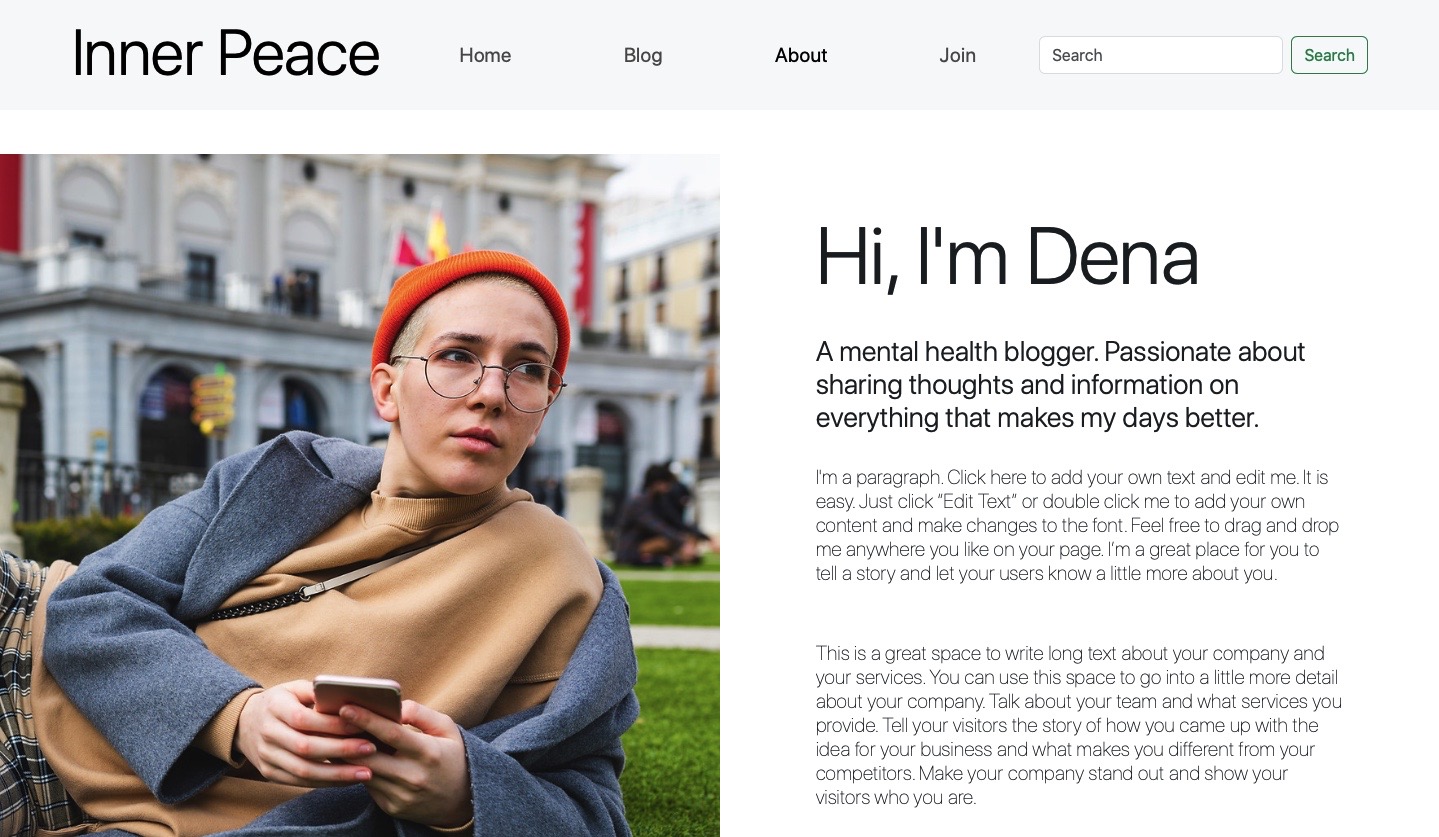 Inner Peace
Home
Blog
About
Join
Search
Search
Hi, I'm Dena
A mental health blogger. Passionate about
sharing thoughts and information on
everything that makes my days better.
I'm a paragraph. Click here to add your own text and edit me. It is
easy. Just click “Edit Text” or double click me to add your own
content and make changes to the font. Feel free to drag and drop
me anywhere you like on your page. I’m a great place for you to
tell a story and let your users know a little more about you.
This is a great space to write long text about your company and
your services. You can use this space to go into a little more detail
about your company. Talk about your team and what services you
provide. Tell your visitors the story of how you came up with the
idea for your business and what makes you different from your
competitors. Make your company stand out and show your
visitors who you are.